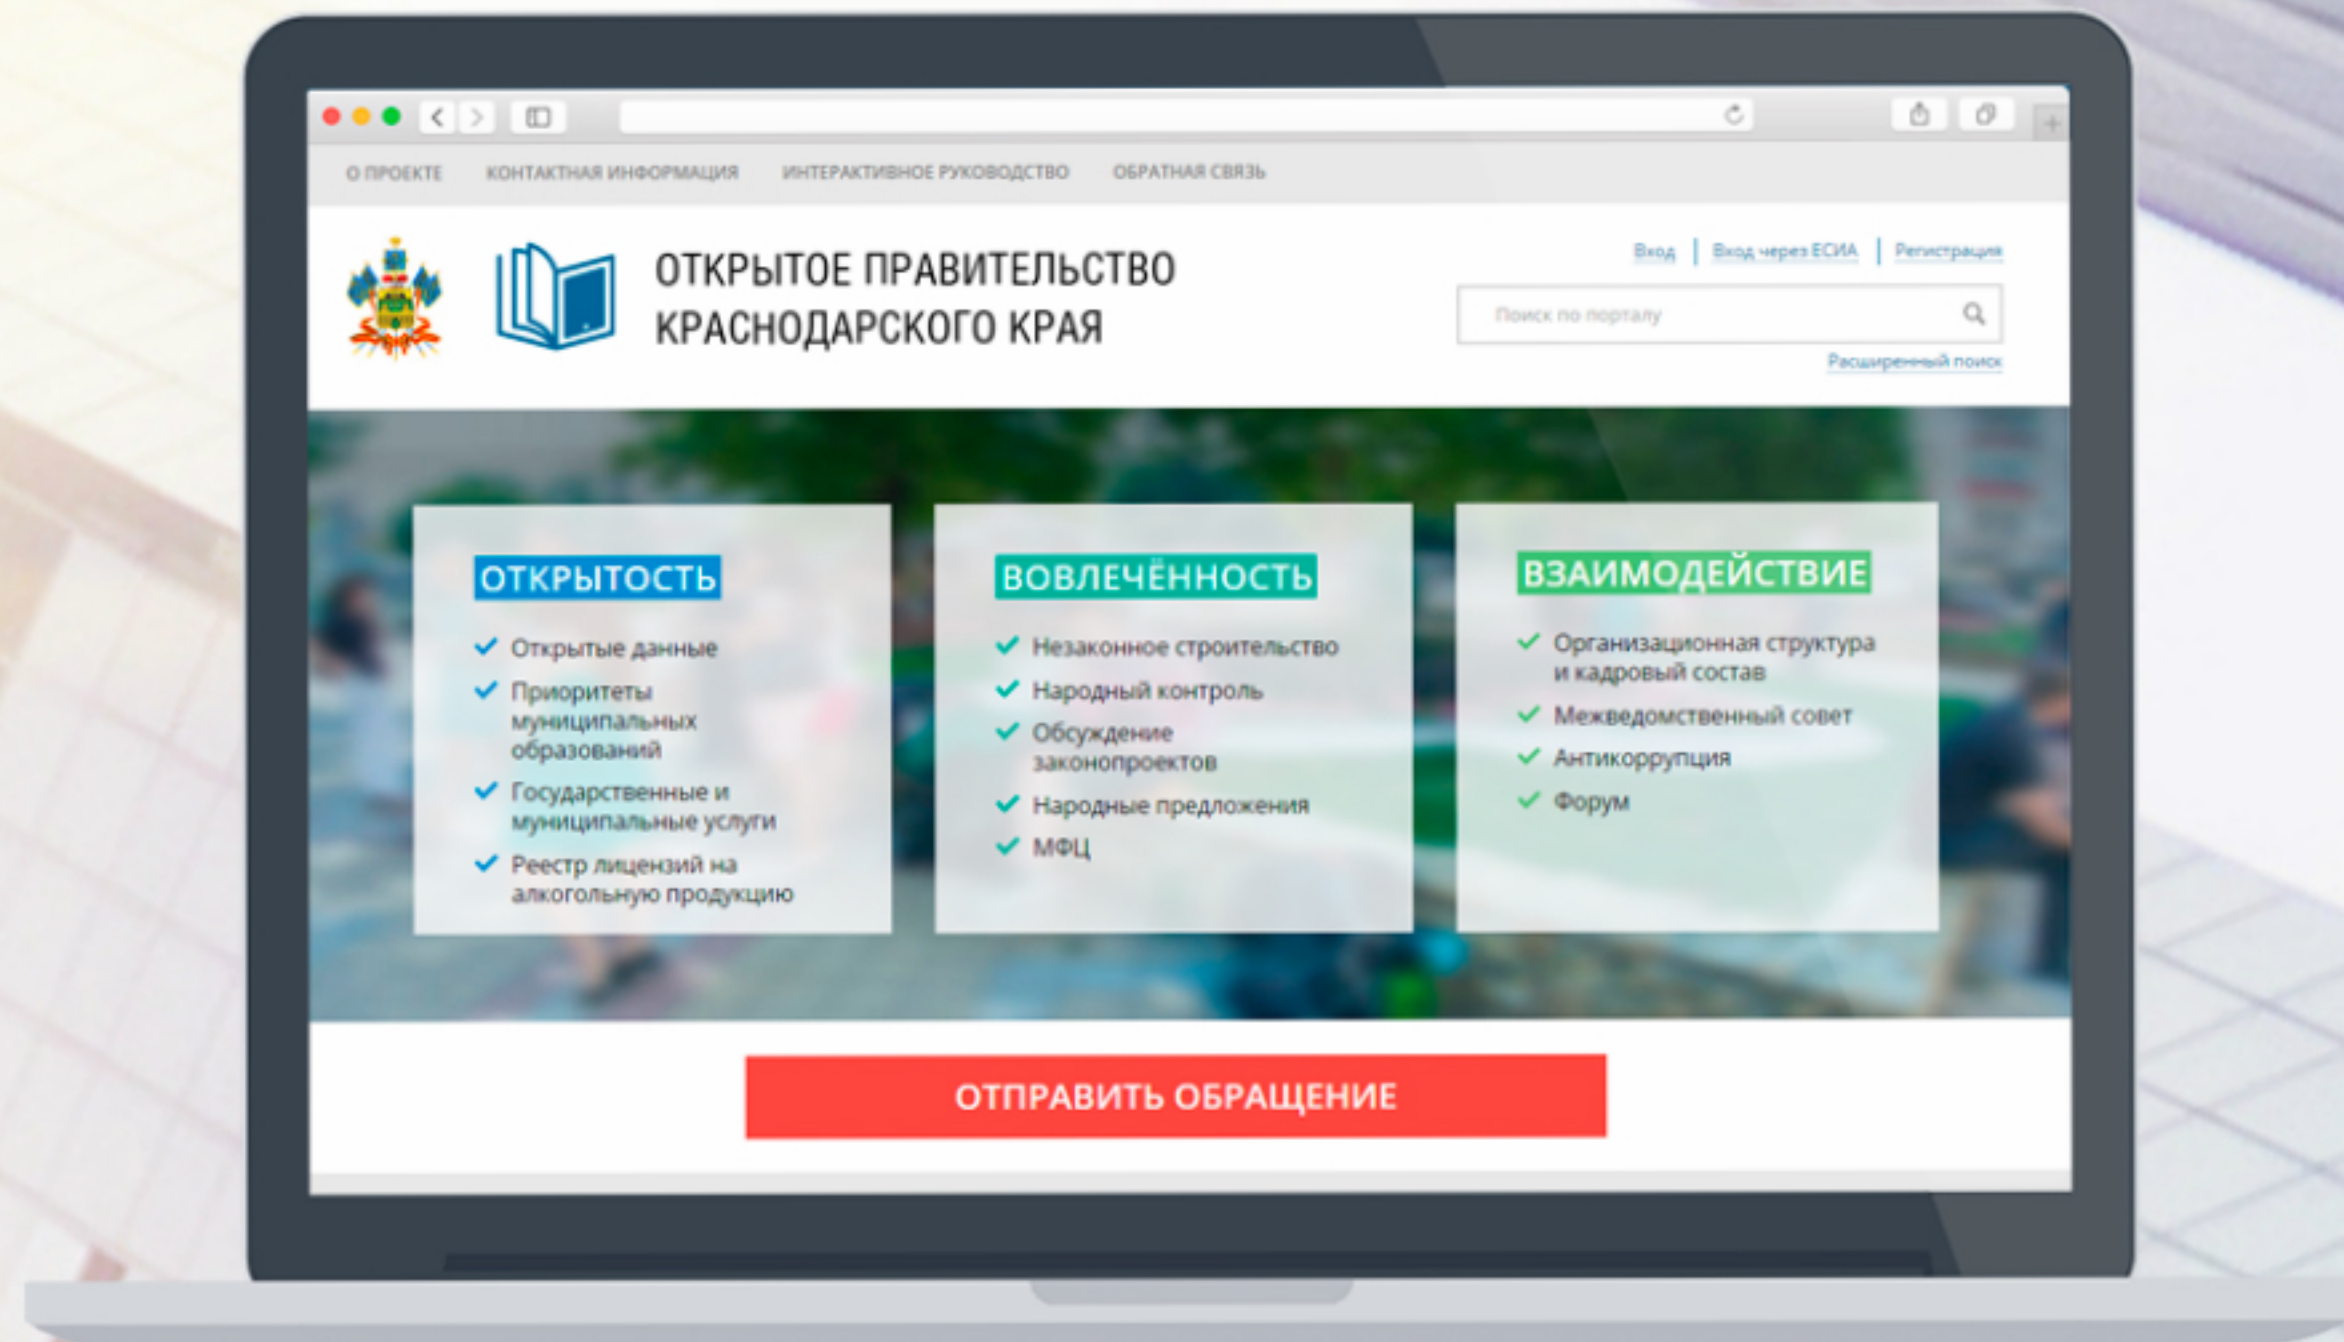 О ПРОЕКТЕ КОНТАКТНАЯ ИНФОРМАЦИЯ ИНТЕРАКТИВНОЕ РУКОВОДСТВО ОБРАТНАЯ СВЯЗЬ
ОТКРЫТОЕ ПРАВИТЕЛЬСТВО
КРАСНОДАРСКОГО КРАЯ
Вход | Вход через ЕСИА | Регистрация
Поиск по порталу
Расширенный поиск
ОТКРЫТОСТЬ
Открытые данные
Приоритеты
муниципальных
образований
Государственные и
муниципальные услуги
Реестр лицензий на
алкогольную продукцию
ВОВЛЕЧЁННОСТЬ
Незаконное строительство
Народный контроль
Обсуждение
законопроектов
Народные предложения
МФЦ
ВЗАИМОДЕЙСТВИЕ
Организационная структура
и кадровый состав
Межведомственный совет
Антикоррупция
Форум
ОТПРАВИТЬ ОБРАЩЕНИЕ